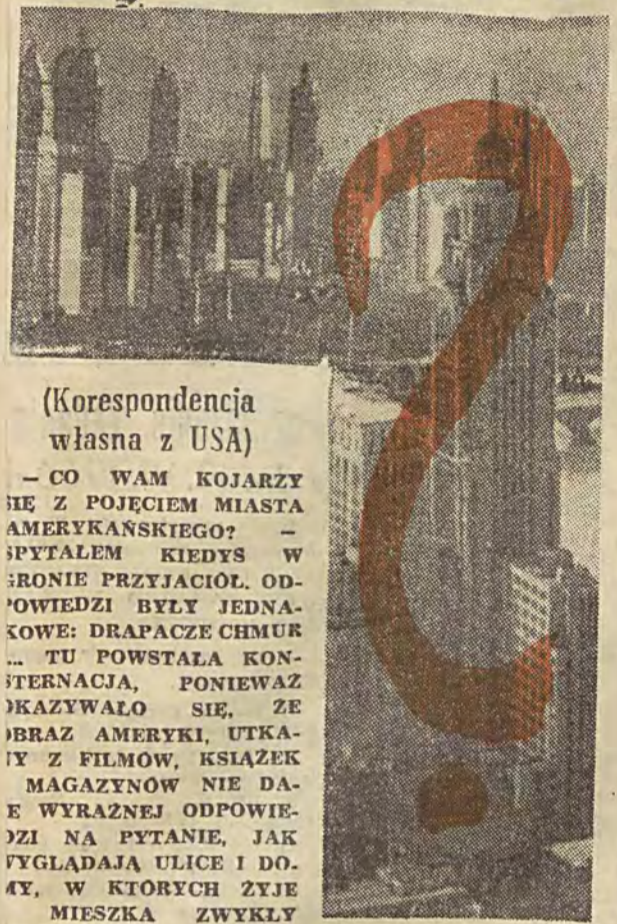 (Korespondencja
własna z USA)
— CO WAM KOJARZY
SIĘ Z POJĘCIEM MIASTA
AMERYKAŃSKIEGO? —
SPYTAŁEM KIEDYS W
GRONIE PRZYJACIÓŁ. OD-
POWIEDZI BYŁY JEDNA-
KOWE: DRAPACZE CHMUR
... TU POWSTAŁA KON-
STERNACJA, PONIEWAŻ
OKAZYWAŁO SIĘ, ŻE
OBRAZ AMERYKI, UTKA-
NY Z FILMÓW, KSIĄŻEK
MAGAZYNÓW NIE DA-
E WYRAŹNEJ ODPOWIE-
DZI NA PYTANIE, JAK
WYGLĄDAJĄ ULICE I DO-
MY, W KTÓRYCH ŻYJE
MIESZKA ZWYKŁY
?